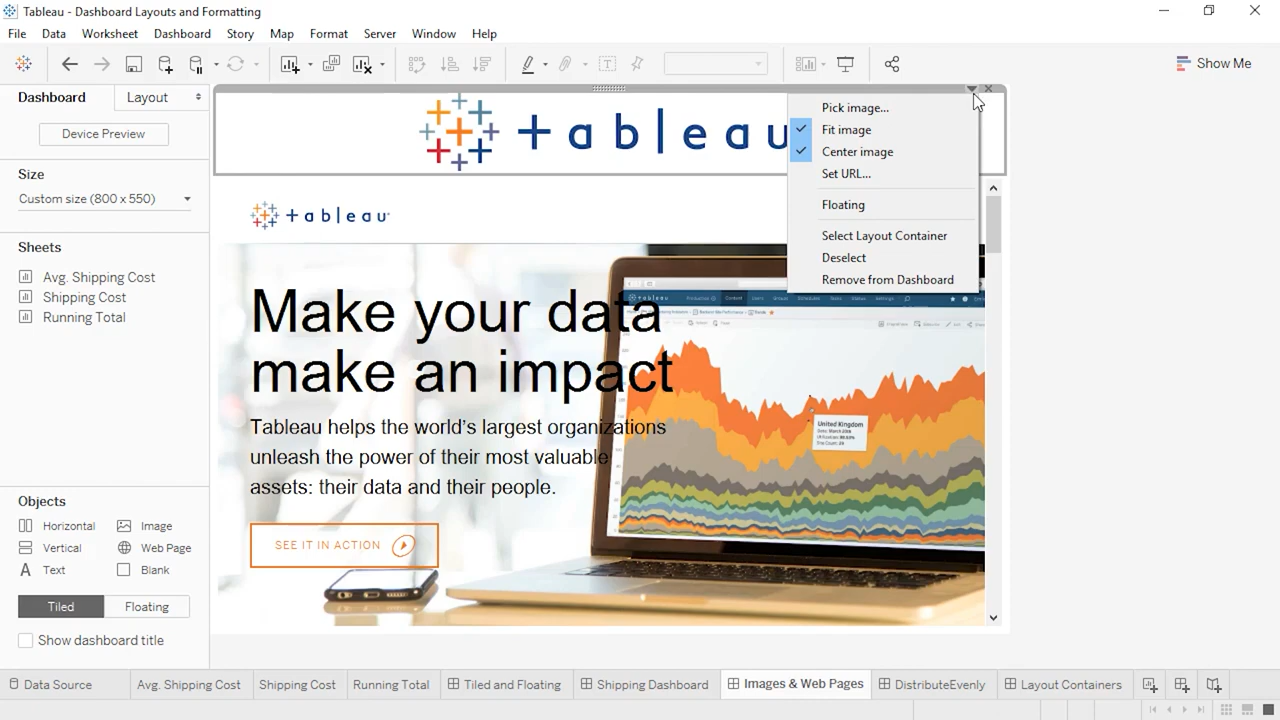 Tableau - Dashboard Layouts and Formatting
File Data Worksheet Dashboard Story Map Format Server Window Help
Show Me
Dashboard Layout
Device Preview
Size
Custom size (800 x 550)
Sheets
Avg. Shipping Cost
Shipping Cost
Running Total
Objects
Horizontal Image
Vertical Web Page
Text Blank
Tiled Floating
Show dashboard title
+ a b | e a u
Pick image...
Fit image
Center image
Set URL...
Floating
Select Layout Container
Deselect
Remove from Dashboard
+ a b | e a u
Make your data
make an impact
Tableau helps the world's largest organizations
unleash the power of their most valuable
assets: their data and their people.
SEE IT IN ACTION
United Kingdom
Data Source Avg. Shipping Cost Shipping Cost Running Total Tiled and Floating Shipping Dashboard Images & Web Pages DistributeEvenly Layout Containers